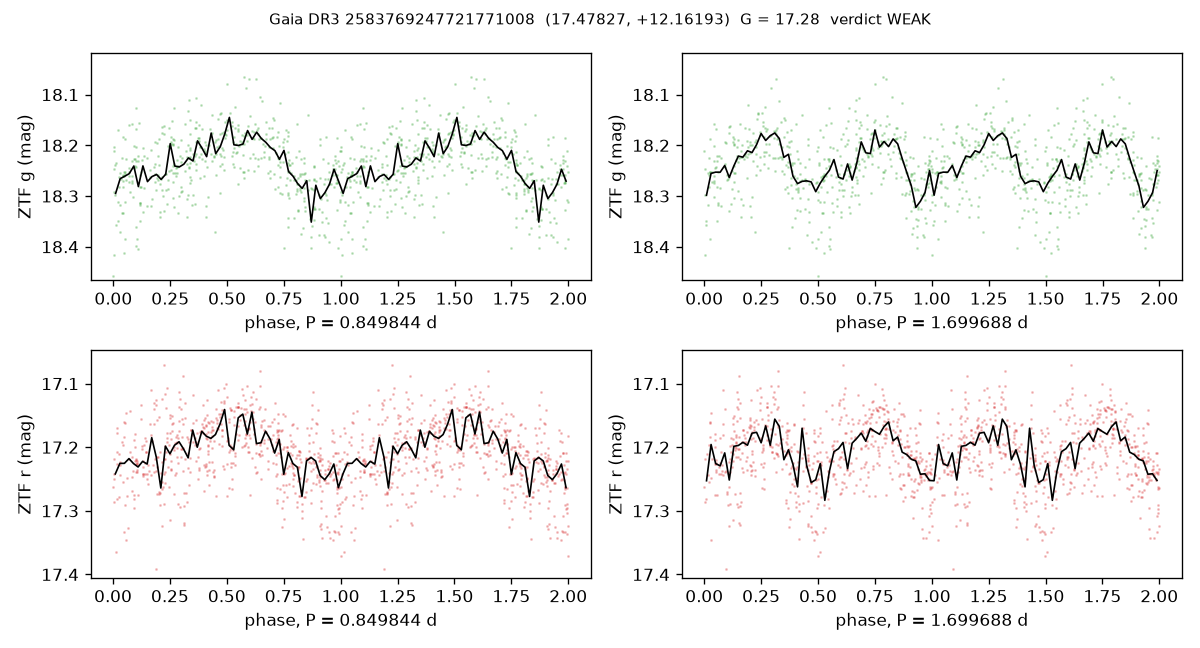 Gaia DR3 2583769247721771008 (17.47827, +12.16193) G = 17.28 verdict WEAK
ZTF g (mag)
18.1
18.2
18.3
18.4
0.00 0.25 0.50 0.75 1.00 1.25 1.50 1.75 2.00
phase, P = 0.849844 d
ZTF g (mag)
18.1
18.2
18.3
18.4
0.00 0.25 0.50 0.75 1.00 1.25 1.50 1.75 2.00
phase, P = 1.699688 d
ZTF r (mag)
17.1
17.2
17.3
17.4
0.00 0.25 0.50 0.75 1.00 1.25 1.50 1.75 2.00
phase, P = 0.849844 d
ZTF r (mag)
17.1
17.2
17.3
17.4
0.00 0.25 0.50 0.75 1.00 1.25 1.50 1.75 2.00
phase, P = 1.699688 d